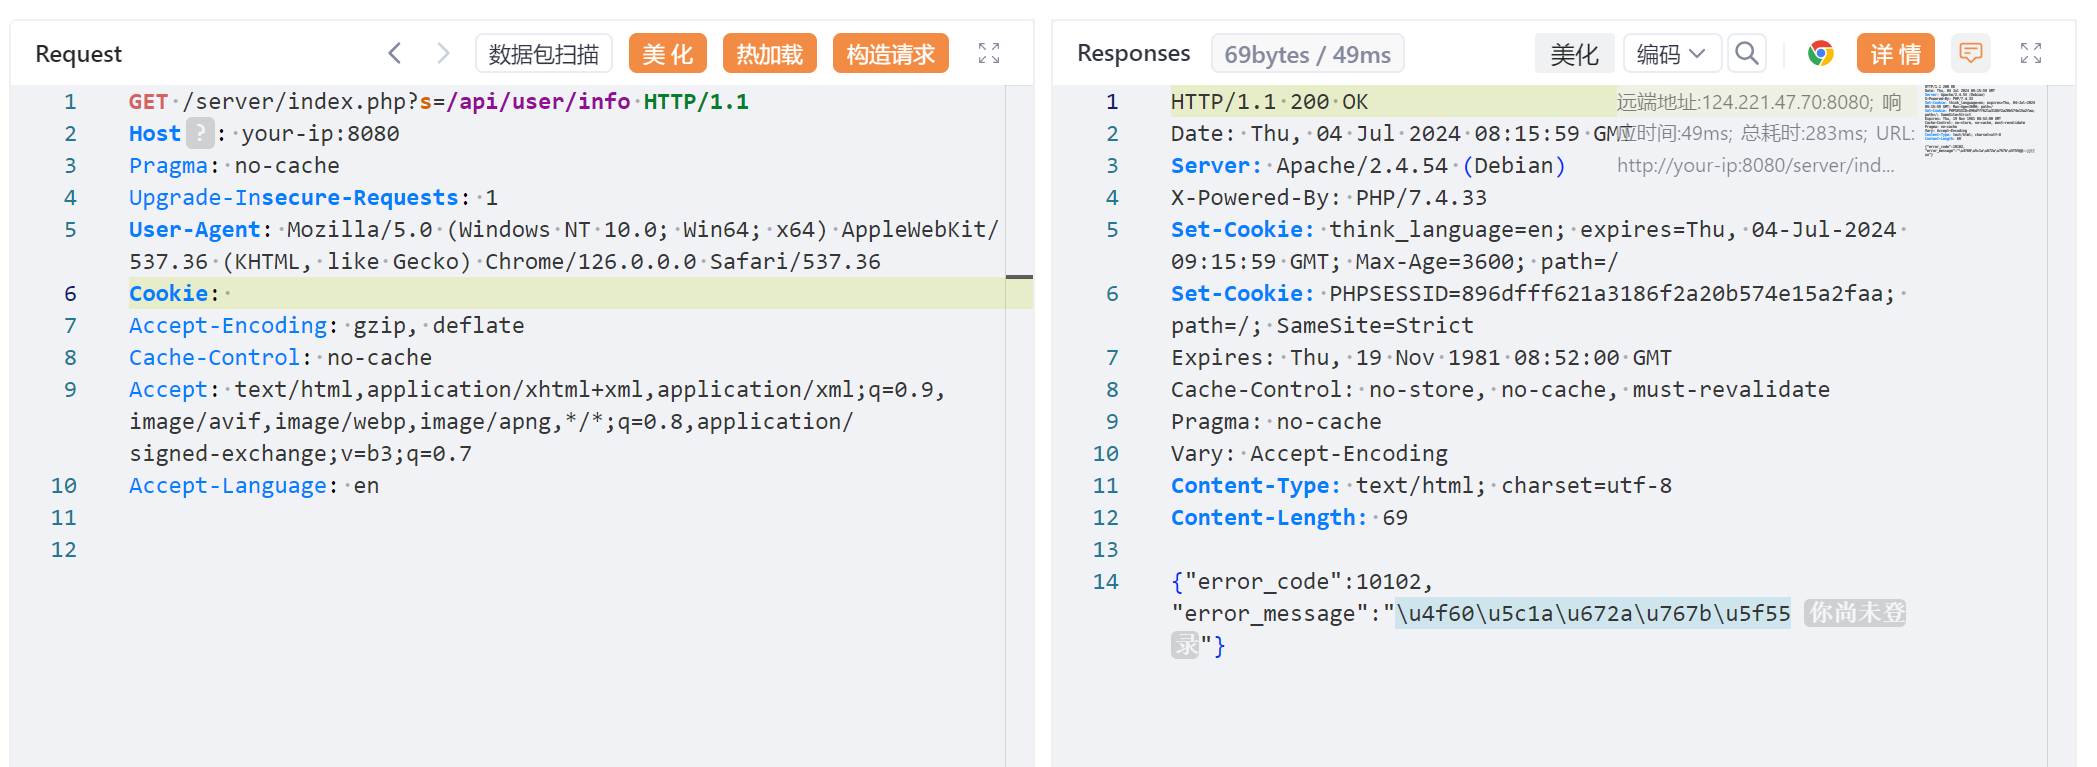 Request
数据包扫描
美 化
热加载
构造请求
1 GET /server/index.php?s=/api/user/info HTTP/1.1
2 Host ? : your-ip:8080
3 Pragma: no-cache
4 Upgrade-Insecure-Requests: 1
5 User-Agent: Mozilla/5.0 (Windows NT 10.0; Win64; x64) AppleWebKit/
537.36 (KHTML, like Gecko) Chrome/126.0.0.0 Safari/537.36
6 Cookie:
7 Accept-Encoding: gzip, deflate
8 Cache-Control: no-cache
9 Accept: text/html,application/xhtml+xml,application/xml;q=0.9,
image/avif,image/webp,image/apng,*/*;q=0.8,application/
signed-exchange;v=b3;q=0.7
10 Accept-Language: en
11
12
Responses
69bytes / 49ms
美化
编码
详 情
1 HTTP/1.1 200 OK
远端地址:124.221.47.70:8080; 响
应时间:49ms; 总耗时:283ms; URL:
http://your-ip:8080/server/ind...
2 Date: Thu, 04 Jul 2024 08:15:59 GMT
3 Server: Apache/2.4.54 (Debian)
4 X-Powered-By: PHP/7.4.33
5 Set-Cookie: think_language=en; expires=Thu, 04-Jul-2024
09:15:59 GMT; Max-Age=3600; path=/
6 Set-Cookie: PHPSESSID=896dfff621a3186f2a20b574e15a2faa;
path=/; SameSite=Strict
7 Expires: Thu, 19 Nov 1981 08:52:00 GMT
8 Cache-Control: no-store, no-cache, must-revalidate
9 Pragma: no-cache
10 Vary: Accept-Encoding
11 Content-Type: text/html; charset=utf-8
12 Content-Length: 69
13
14 {"error_code":10102,
"error_message":"\u4f60\u5c1a\u672a\u767b\u5f55 你尚未登
录"}